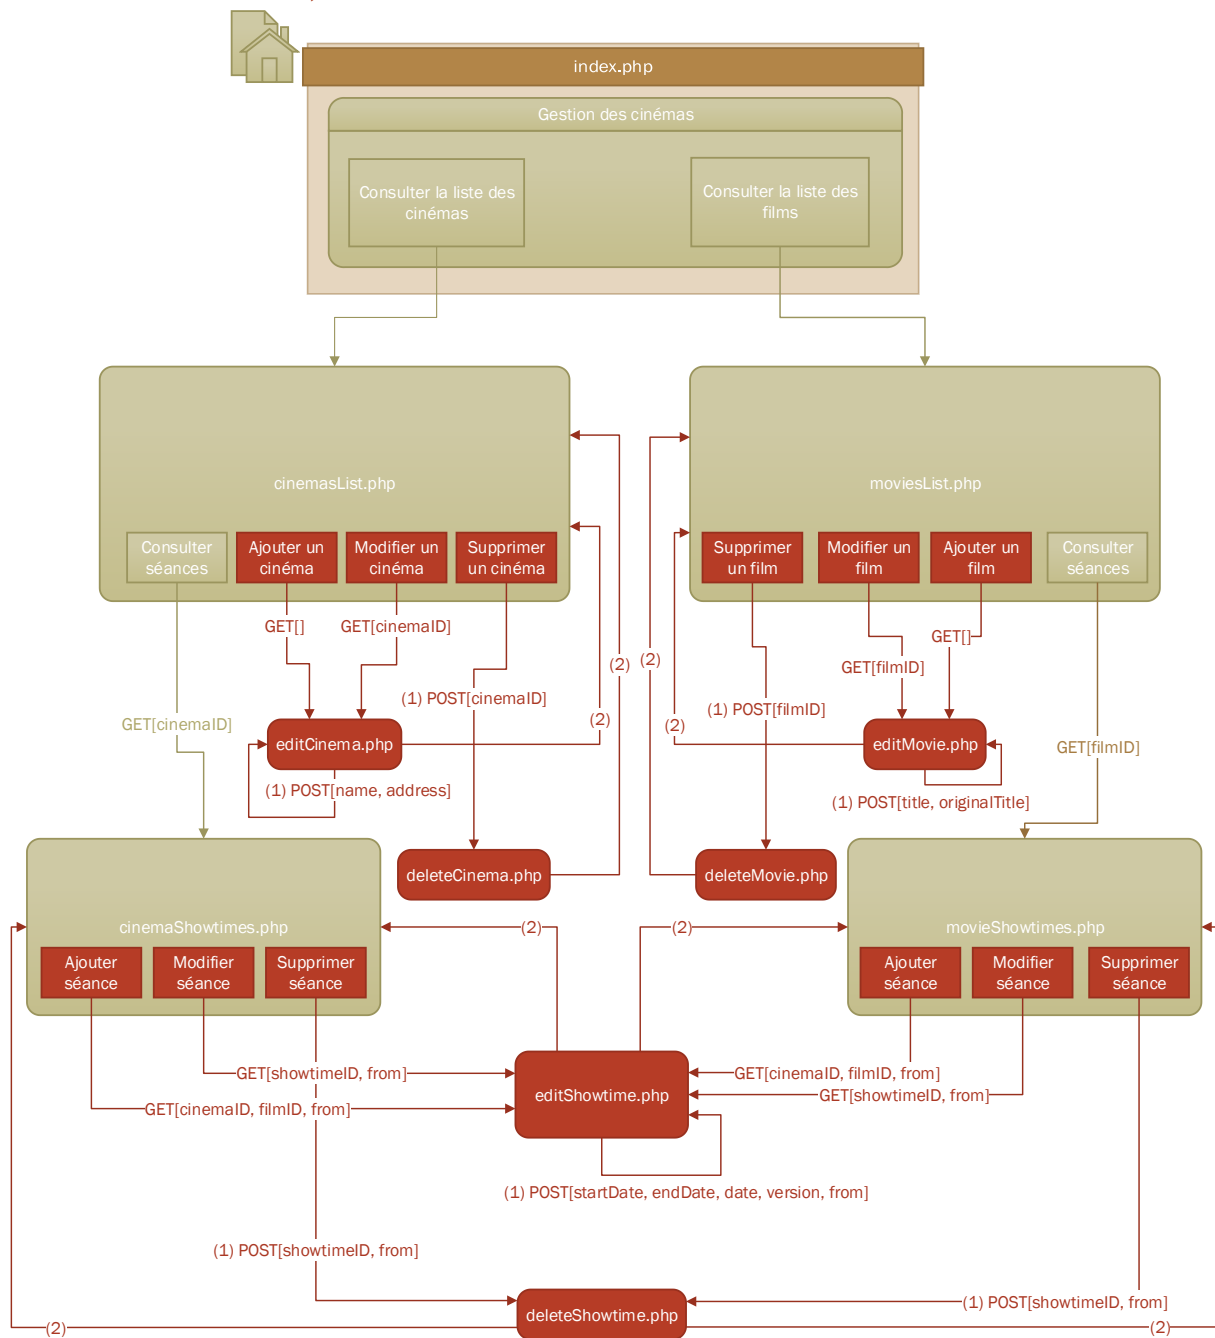 index.php
Gestion des cinémas
Consulter la liste des
cinémas
Consulter la liste des
films
cinemasList.php
moviesList.php
Consulter
séances
Ajouter un
cinéma
Modifier un
cinéma
Supprimer
un cinéma
Supprimer
un film
Modifier un
film
Ajouter un
film
Consulter
séances
GET[]
GET[cinemaID]
GET[]
GET[filmID]
(2)
(2)
(1) POST[cinemaID]
(1) POST[filmID]
GET[cinemaID]
(2)
(2)
GET[filmID]
editCinema.php
editMovie.php
(1) POST[name, address]
(1) POST[title, originalTitle]
deleteCinema.php
deleteMovie.php
cinemaShowtimes.php
(2)
(2)
movieShowtimes.php
Ajouter
séance
Modifier
séance
Supprimer
séance
Ajouter
séance
Modifier
séance
Supprimer
séance
GET[showtimeID, from]
GET[cinemaID, filmID, from]
editShowtime.php
GET[cinemaID, filmID, from]
GET[showtimeID, from]
(1) POST[startDate, endDate, date, version, from]
(1) POST[showtimeID, from]
(1) POST[showtimeID, from]
deleteShowtime.php
(2)
(2)